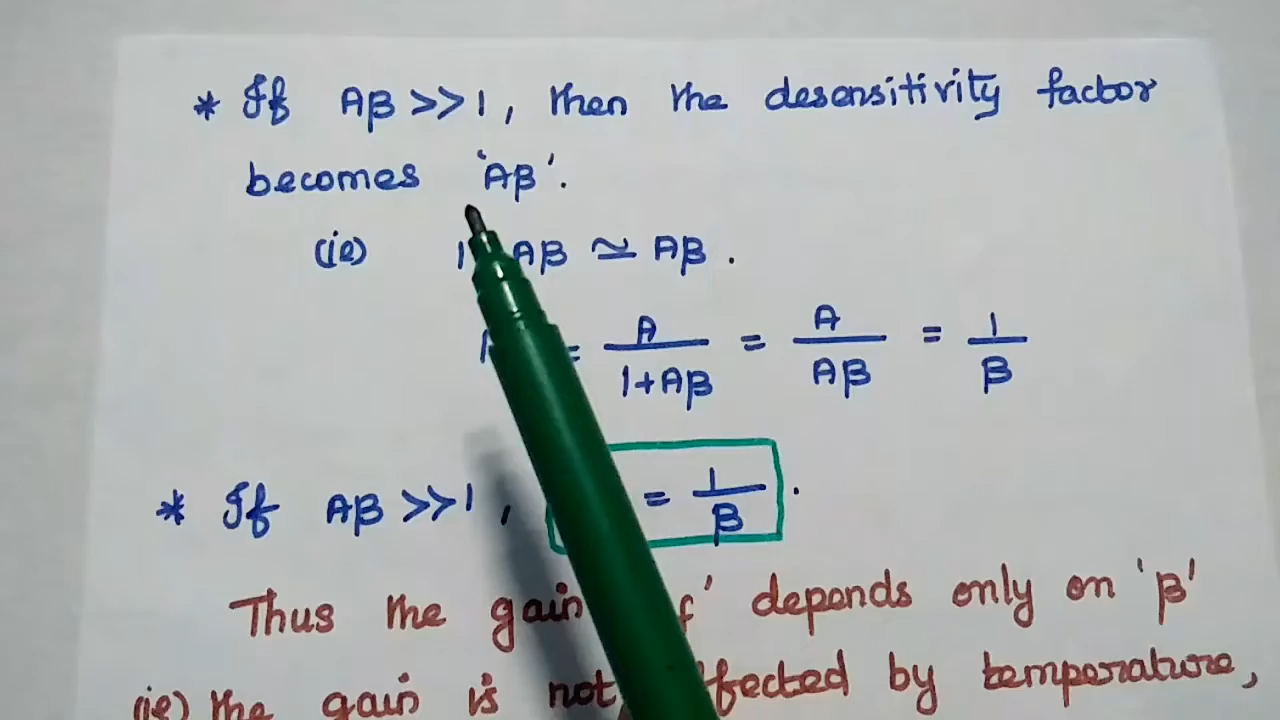 * If Aβ >> 1, then the desensitivity factor
becomes 'Aβ'.
(ie) 1 Aβ ≃ Aβ.
= A / 1+Aβ = A / Aβ = 1 / β
* If Aβ >> 1, = 1 / β.
Thus the gain f' depends only on 'β'
(ie) the gain is not by temperature,